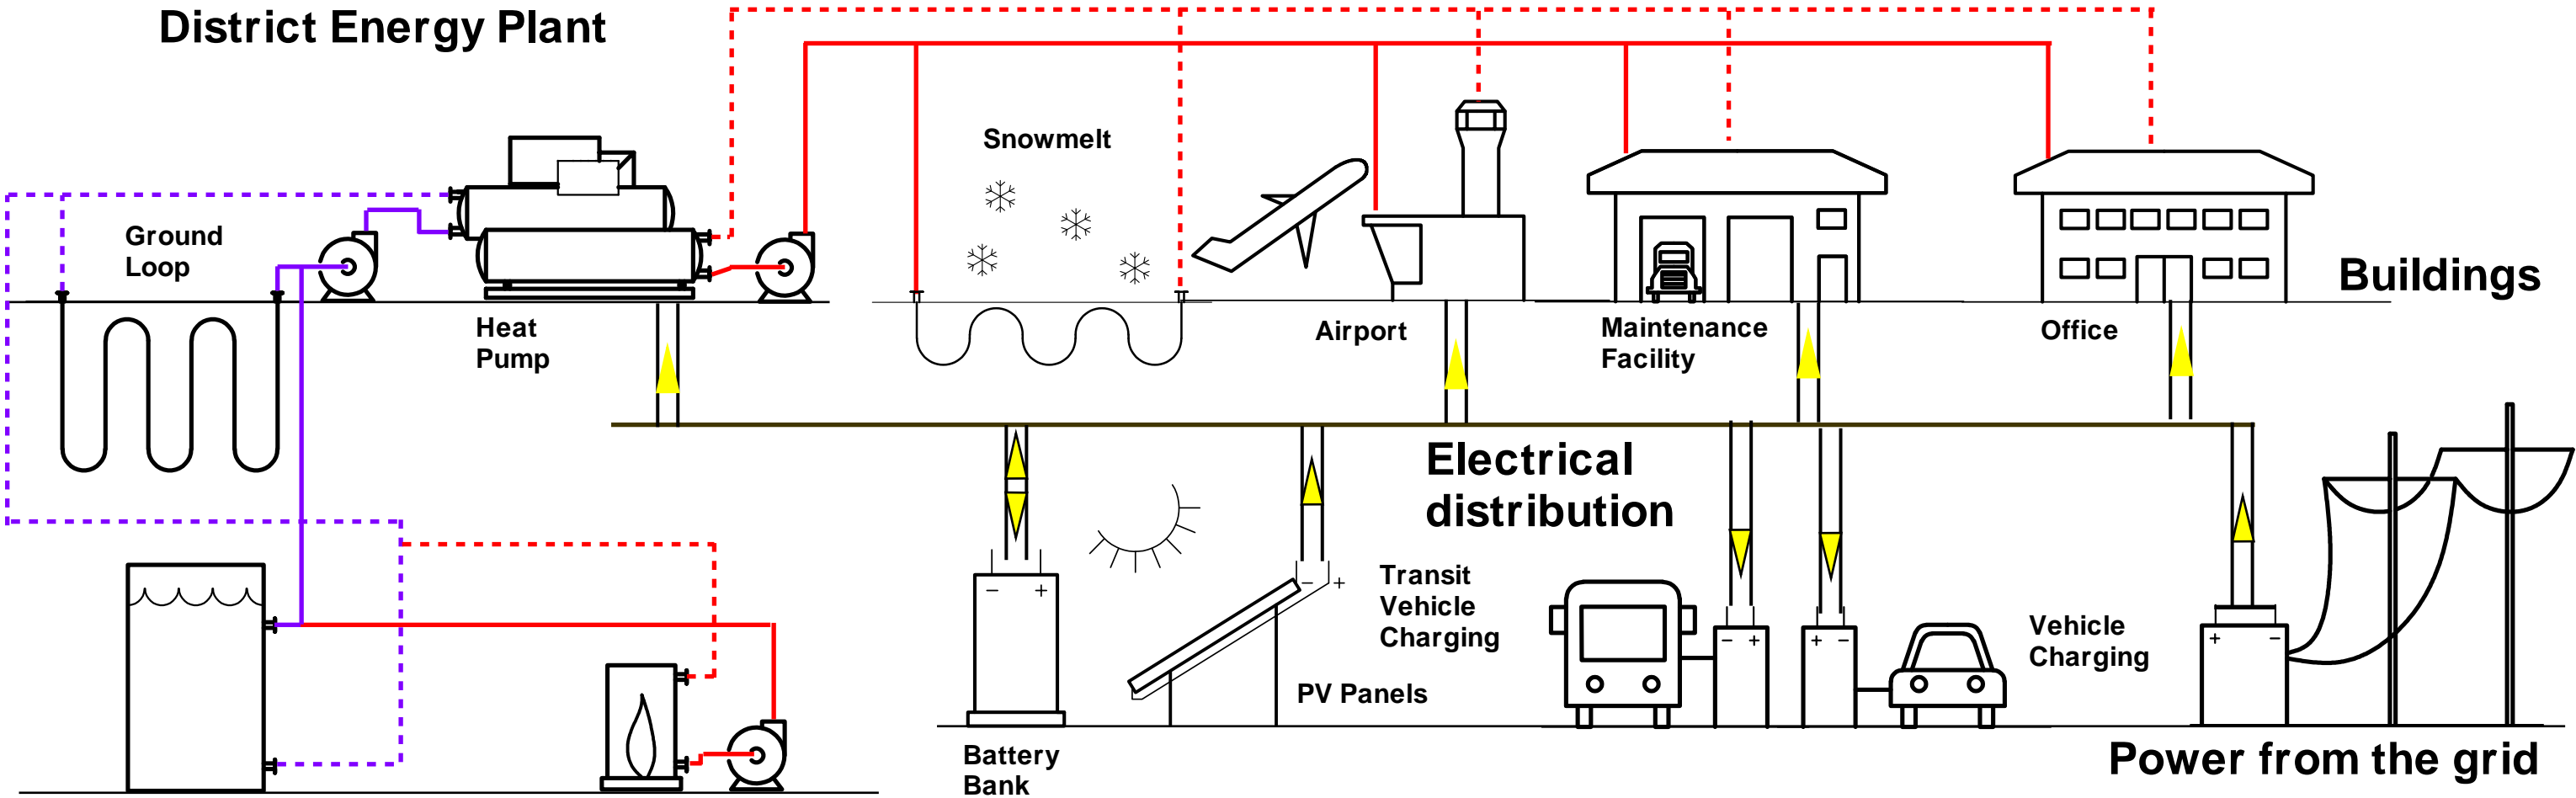 District Energy Plant
Snowmelt
Ground
Loop
Buildings
Heat
Pump
Airport
Maintenance
Facility
Office
Electrical
distribution
Transit
Vehicle
Charging
− +
− +
− +
+ −
Vehicle
Charging
+ −
PV Panels
Battery
Bank
Power from the grid